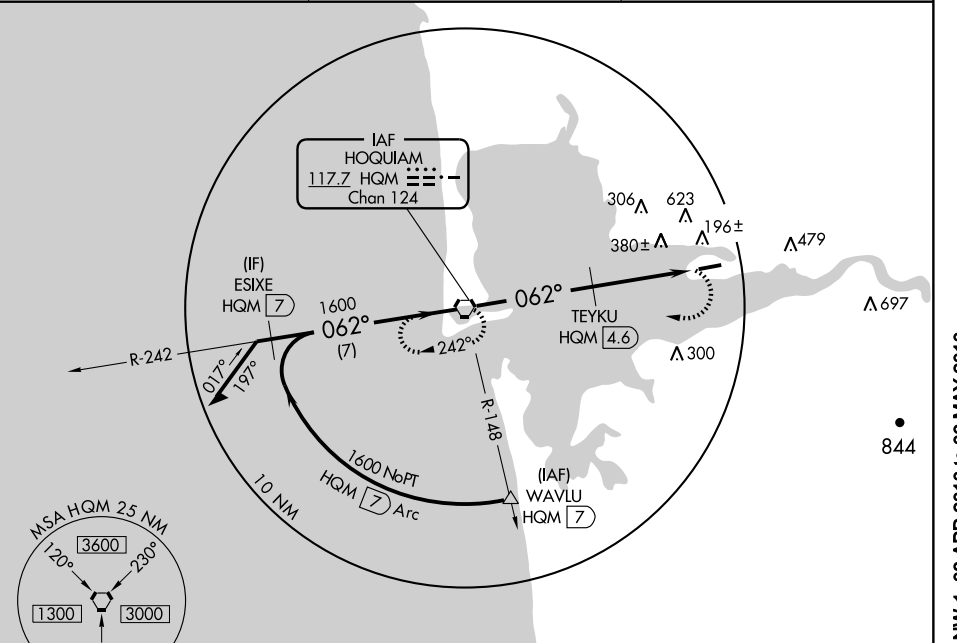 IAF
HOQUIAM
117.7 HQM
Chan 124
306
623
196±
380±
479
697
300
844
(IF)
ESIXE
HQM 7
1600
062°
(7)
062°
TEYKU
HQM 4.6
242°
R-242
017°
197°
R-148
1600 NoPT
HQM 7 Arc
(IAF)
WAVLU
HQM 7
10 NM
MSA HQM 25 NM
3600
120°
230°
1300
3000